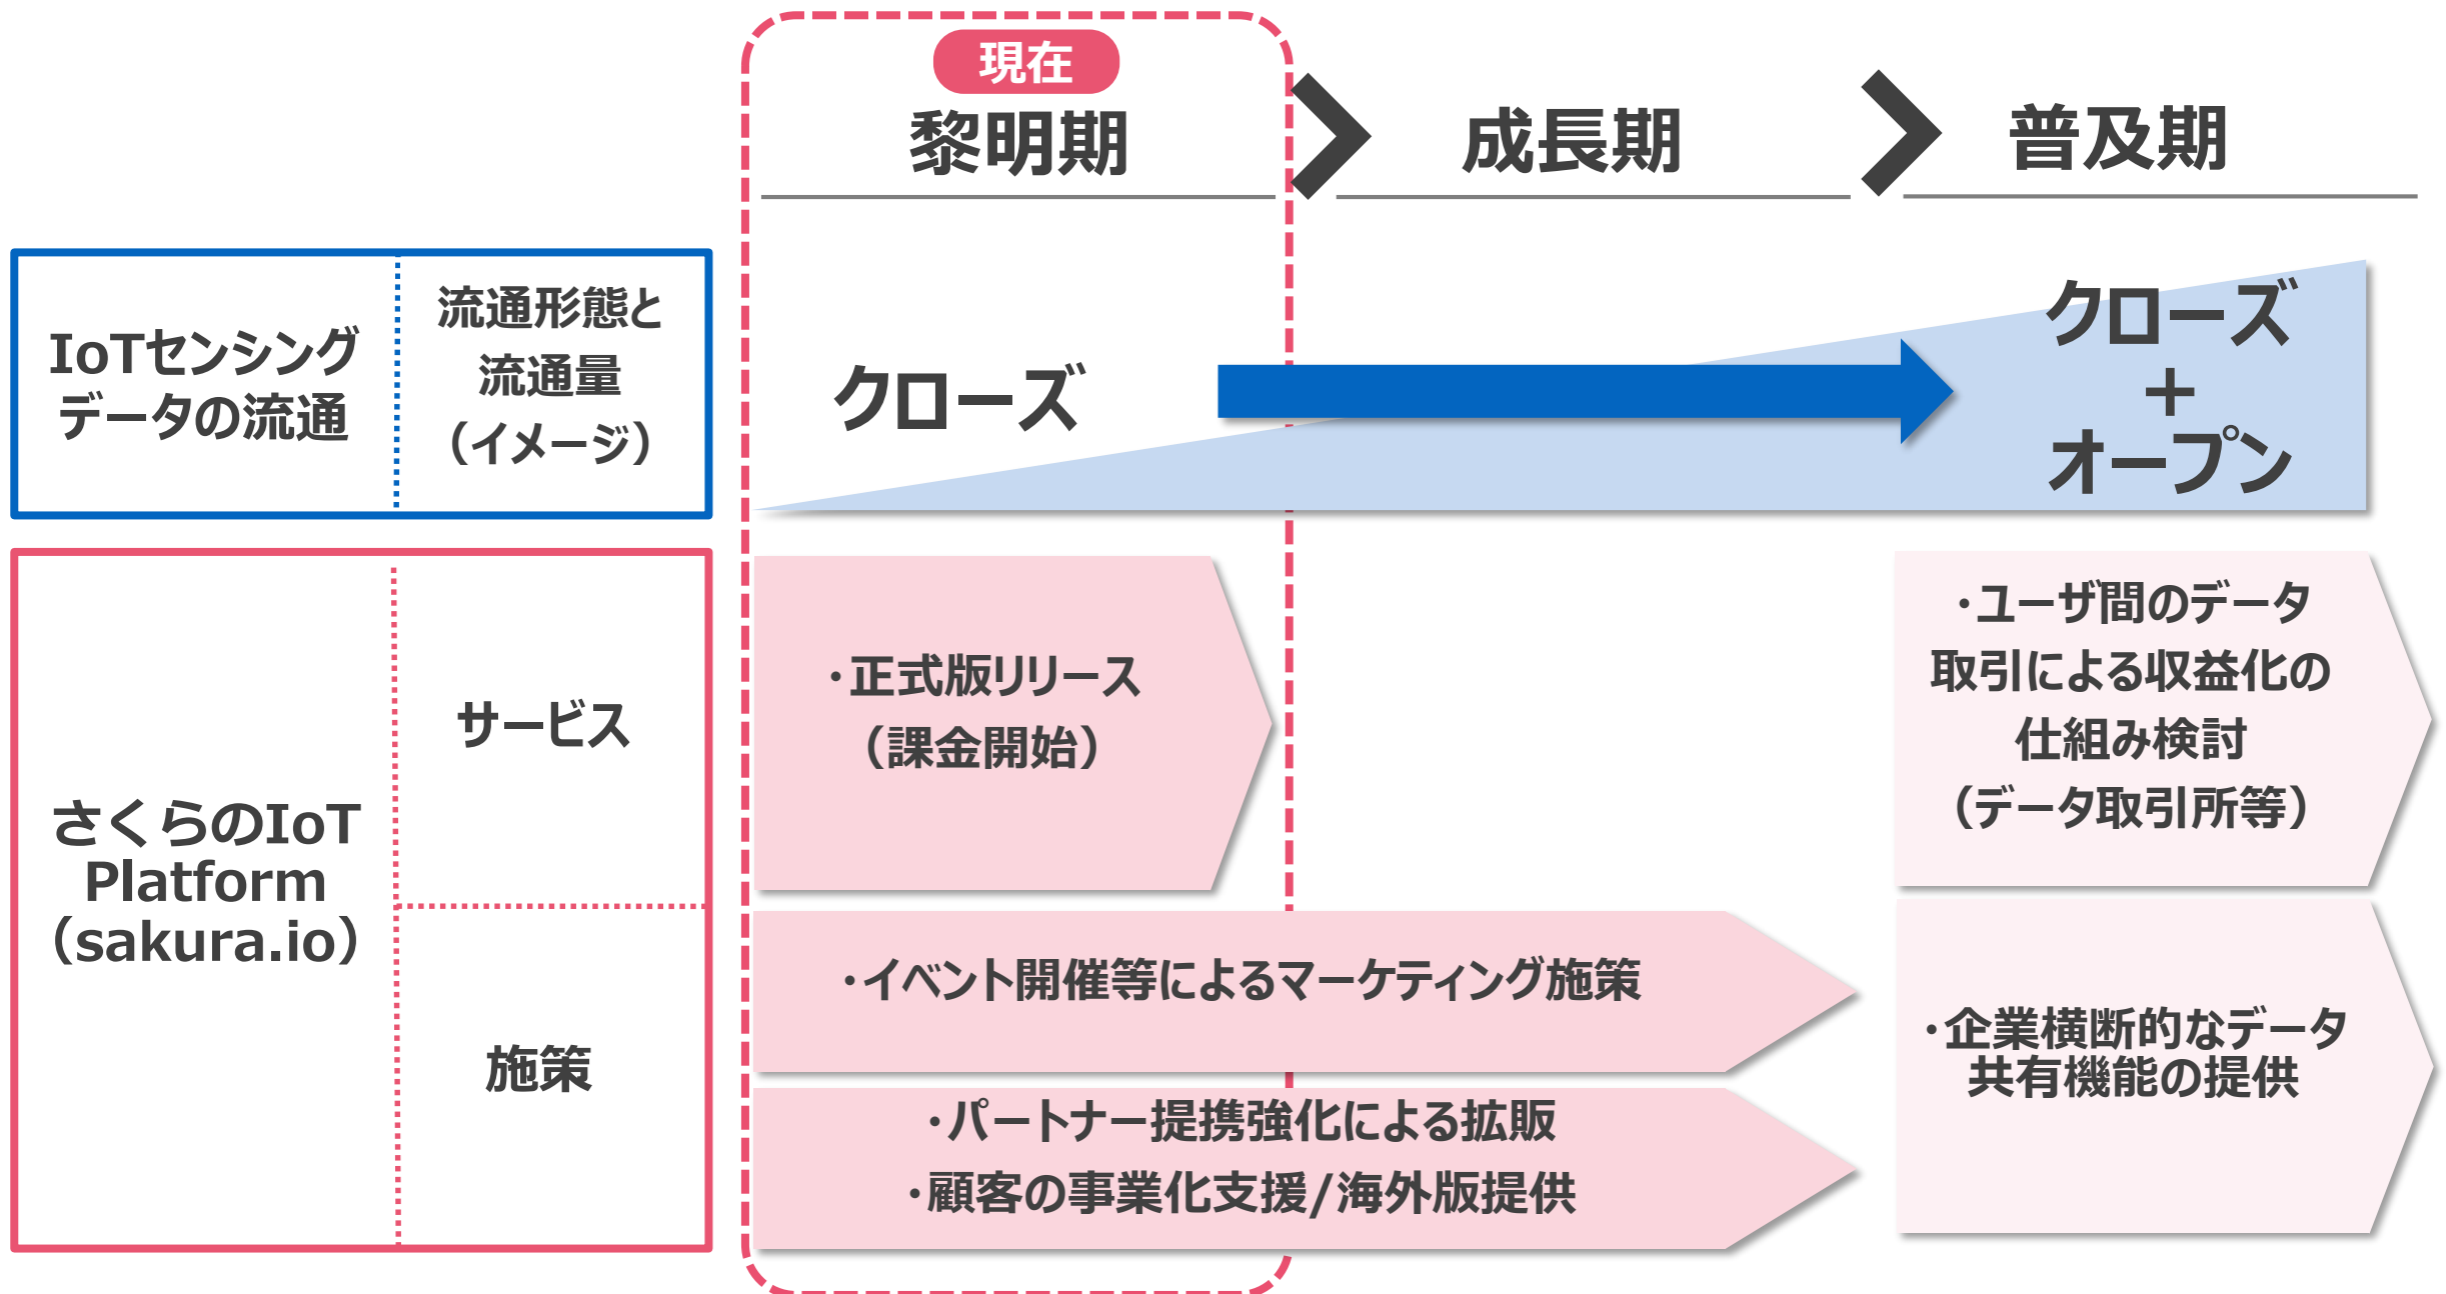 現在
黎明期
成長期
普及期
IoTセンシング
データの流通
流通形態と
流通量
（イメージ）
クローズ
クローズ
＋
オープン
さくらのIoT
Platform
（sakura.io）
サービス
・正式版リリース
（課金開始）
・ユーザ間のデータ
取引による収益化の
仕組み検討
（データ取引所等）
施策
・イベント開催等によるマーケティング施策
・パートナー提携強化による拡販
・顧客の事業化支援/海外版提供
・企業横断的なデータ
共有機能の提供